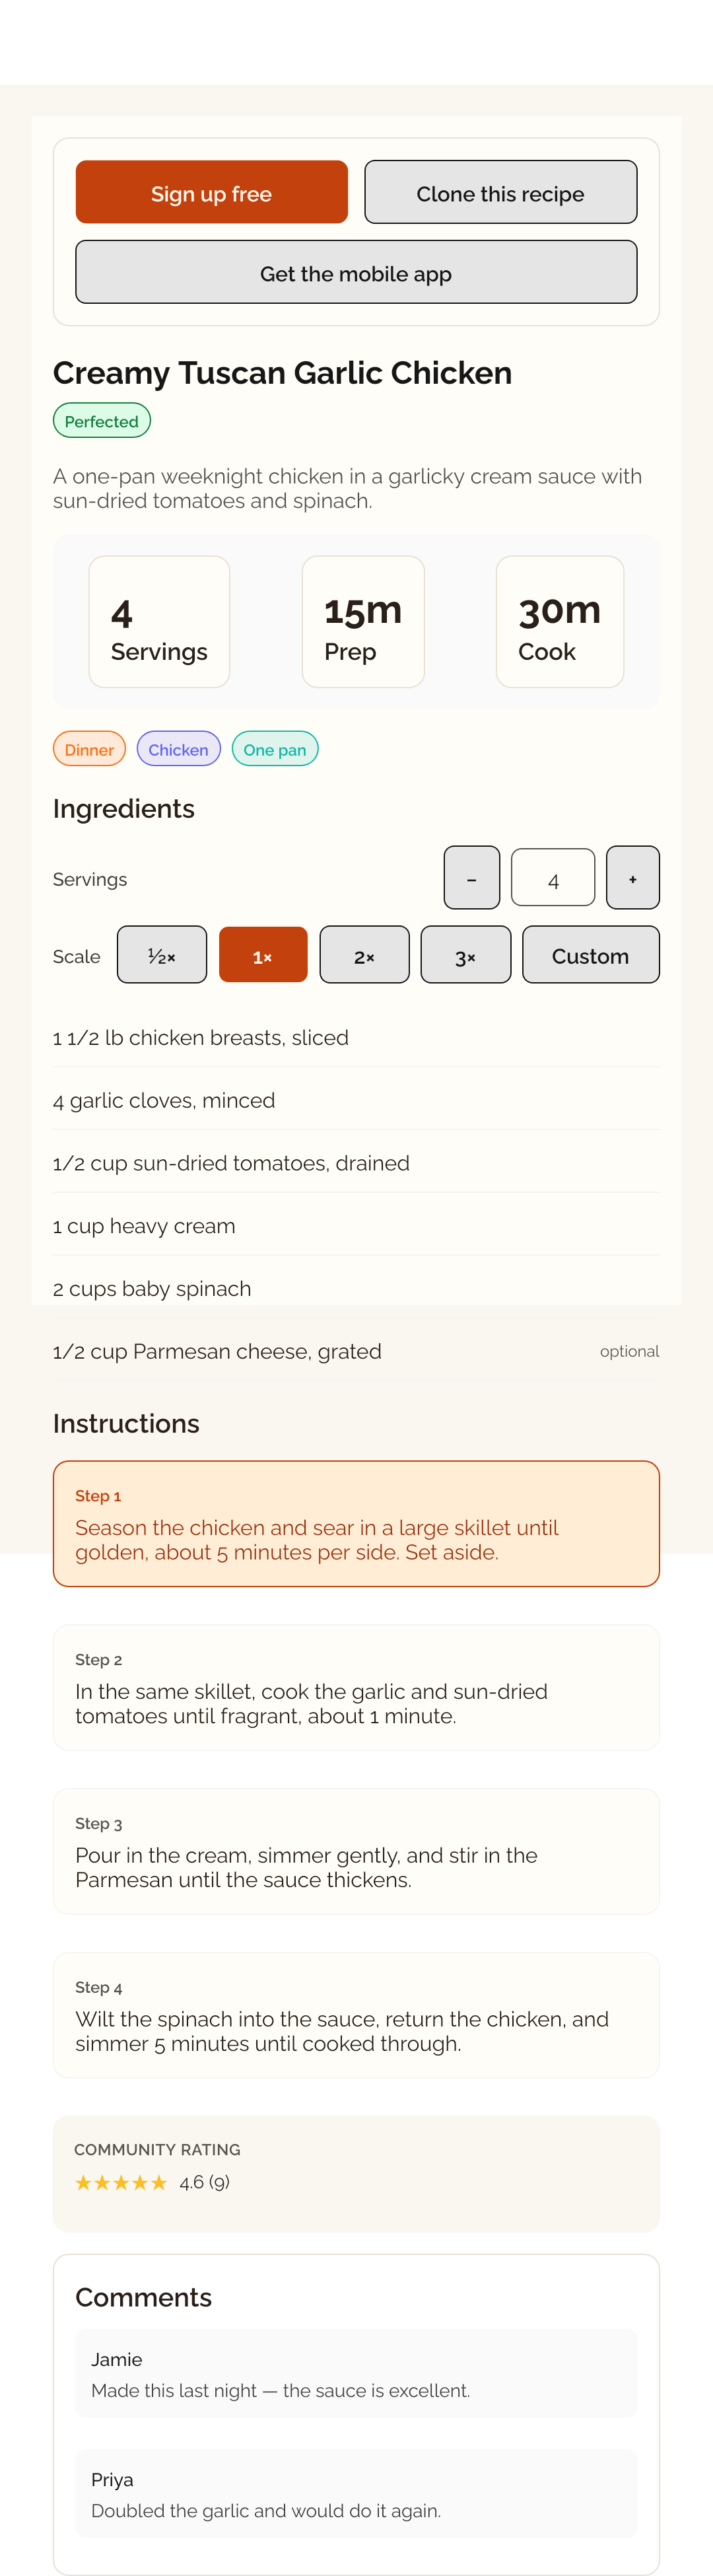 Sign up free
Clone this recipe
Get the mobile app
Creamy Tuscan Garlic Chicken
Perfected
A one-pan weeknight chicken in a garlicky cream sauce with
sun-dried tomatoes and spinach.
4
Servings
15m
Prep
30m
Cook
Dinner
Chicken
One pan
Ingredients
Servings
−
4
+
Scale
½×
1×
2×
3×
Custom
1 1/2 lb chicken breasts, sliced
4 garlic cloves, minced
1/2 cup sun-dried tomatoes, drained
1 cup heavy cream
2 cups baby spinach
1/2 cup Parmesan cheese, grated
optional
Instructions
Step 1
Season the chicken and sear in a large skillet until
golden, about 5 minutes per side. Set aside.
Step 2
In the same skillet, cook the garlic and sun-dried
tomatoes until fragrant, about 1 minute.
Step 3
Pour in the cream, simmer gently, and stir in the
Parmesan until the sauce thickens.
Step 4
Wilt the spinach into the sauce, return the chicken, and
simmer 5 minutes until cooked through.
COMMUNITY RATING
★★★★★ 4.6 (9)
Comments
Jamie
Made this last night — the sauce is excellent.
Priya
Doubled the garlic and would do it again.